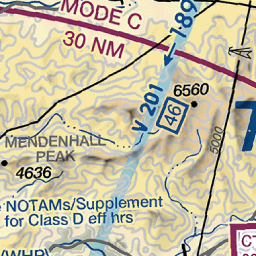 MODE C
30 NM
189
V 201
46
6560
5000
MENDENHALL
PEAK
4636
NOTAMs/Supplement
for Class D eff hrs